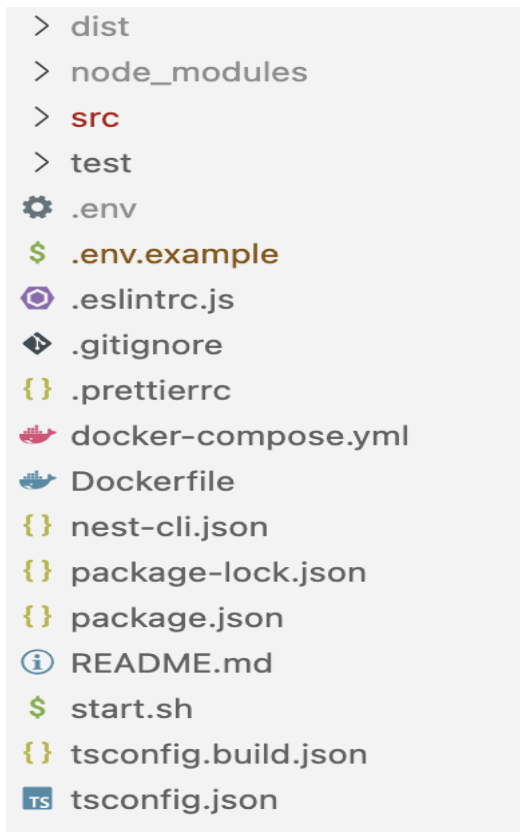 dist
node_modules
src
test
.env
$ .env.example
.eslintrc.js
.gitignore
{} .prettierrc
docker-compose.yml
Dockerfile
{} nest-cli.json
{} package-lock.json
{} package.json
README.md
$ start.sh
{} tsconfig.build.json
TS tsconfig.json